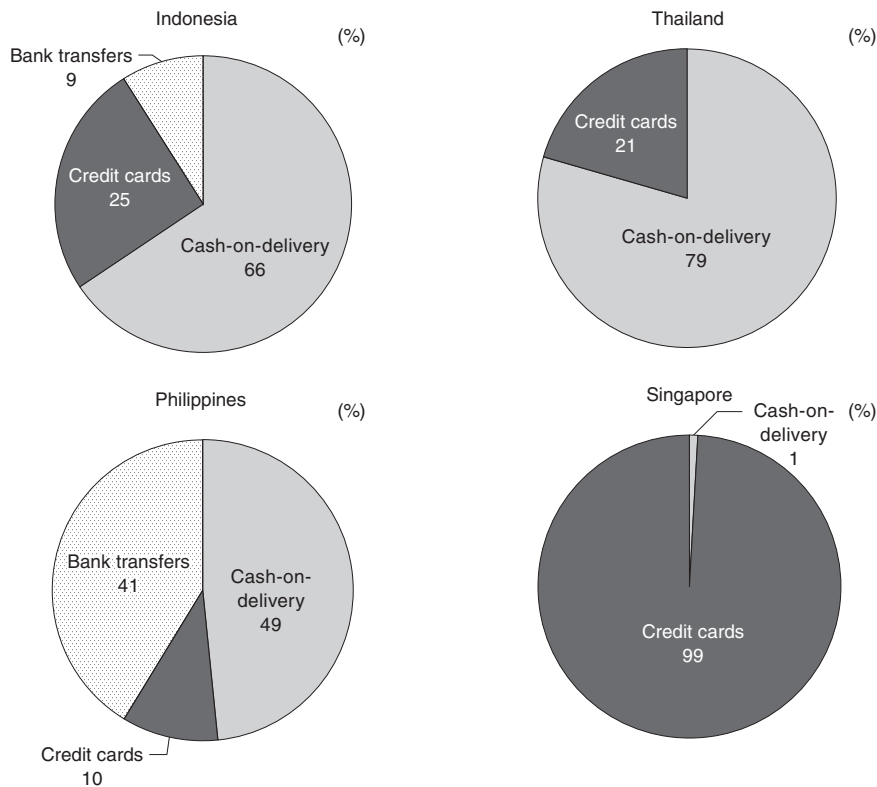 Indonesia
(%)
Bank transfers
9
Credit cards
25
Cash-on-delivery
66
Thailand
(%)
Credit cards
21
Cash-on-delivery
79
Philippines
(%)
Bank transfers
41
Cash-on-
delivery
49
Credit cards
10
Singapore
(%)
Cash-on-
delivery
1
Credit cards
99